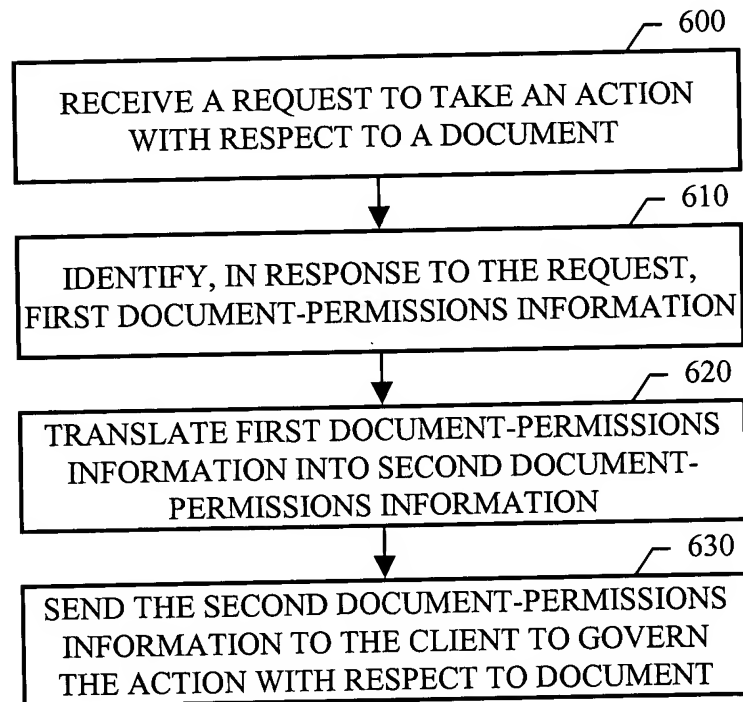 600
RECEIVE A REQUEST TO TAKE AN ACTION
WITH RESPECT TO A DOCUMENT
610
IDENTIFY, IN RESPONSE TO THE REQUEST,
FIRST DOCUMENT-PERMISSIONS INFORMATION
620
TRANSLATE FIRST DOCUMENT-PERMISSIONS
INFORMATION INTO SECOND DOCUMENT-
PERMISSIONS INFORMATION
630
SEND THE SECOND DOCUMENT-PERMISSIONS
INFORMATION TO THE CLIENT TO GOVERN
THE ACTION WITH RESPECT TO DOCUMENT